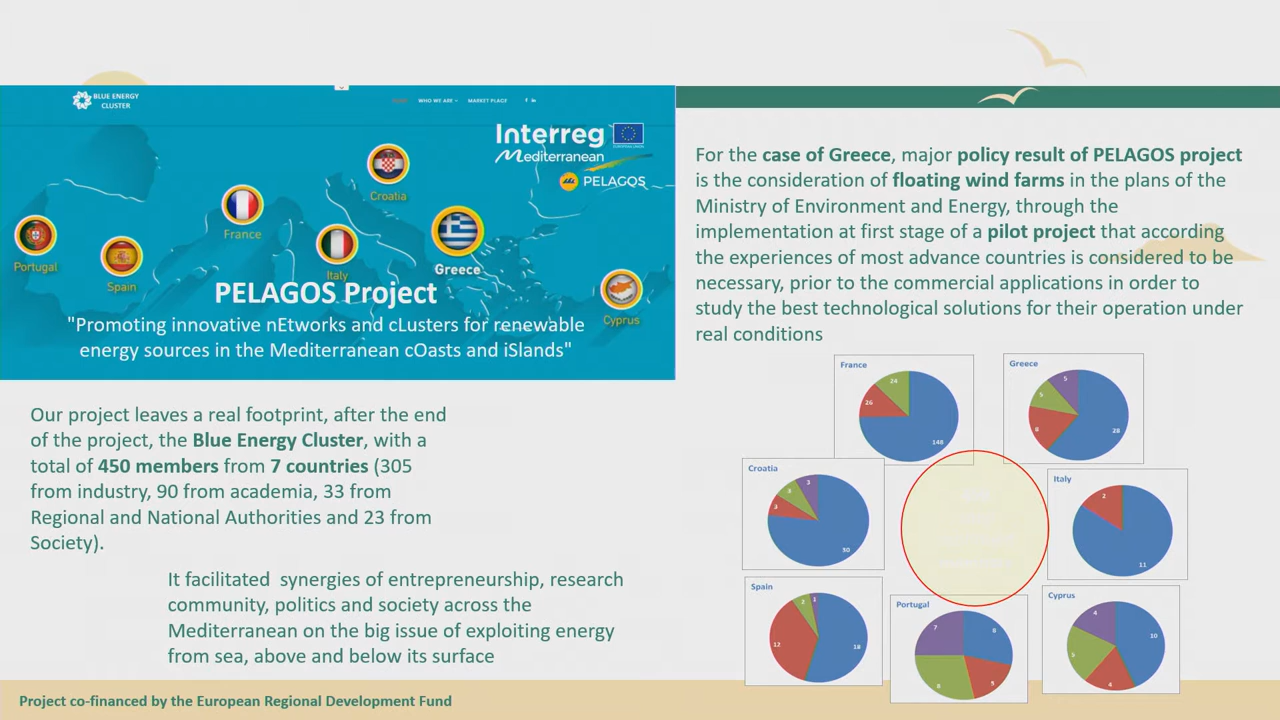 BLUE ENERGY
CLUSTER
WHO WE ARE
MARKET PLACE
Interreg
EUROPEAN UNION
Mediterranean
PELAGOS
Croatia
France
Portugal
Spain
Italy
Greece
Cyprus
PELAGOS Project
"Promoting innovative nEtworks and cLusters for renewable
energy sources in the Mediterranean cOasts and iSlands"
For the case of Greece, major policy result of PELAGOS project
is the consideration of floating wind farms in the plans of the
Ministry of Environment and Energy, through the
implementation at first stage of a pilot project that according
the experiences of most advance countries is considered to be
necessary, prior to the commercial applications in order to
study the best technological solutions for their operation under
real conditions
Our project leaves a real footprint, after the end
of the project, the Blue Energy Cluster, with a
total of 450 members from 7 countries (305
from industry, 90 from academia, 33 from
Regional and National Authorities and 23 from
Society).
It facilitated synergies of entrepreneurship, research
community, politics and society across the
Mediterranean on the big issue of exploiting energy
from sea, above and below its surface
France
24
26
148
Greece
5
5
8
28
Croatia
3
3
3
30
Italy
2
11
Spain
2
1
12
18
Portugal
7
8
8
5
Cyprus
4
10
5
4
Project co-financed by the European Regional Development Fund